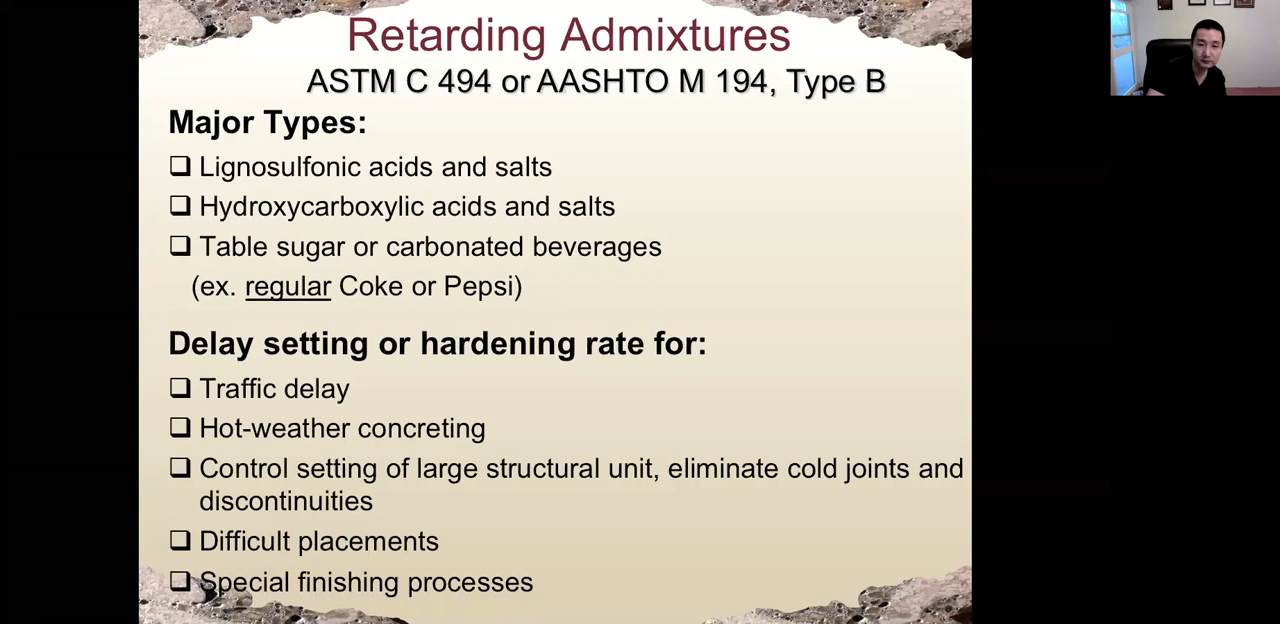 Retarding Admixtures
ASTM C 494 or AASHTO M 194, Type B
Major Types:
❑ Lignosulfonic acids and salts
❑ Hydroxycarboxylic acids and salts
❑ Table sugar or carbonated beverages
(ex. regular Coke or Pepsi)
Delay setting or hardening rate for:
❑ Traffic delay
❑ Hot-weather concreting
❑ Control setting of large structural unit, eliminate cold joints and
discontinuities
❑ Difficult placements
❑ Special finishing processes